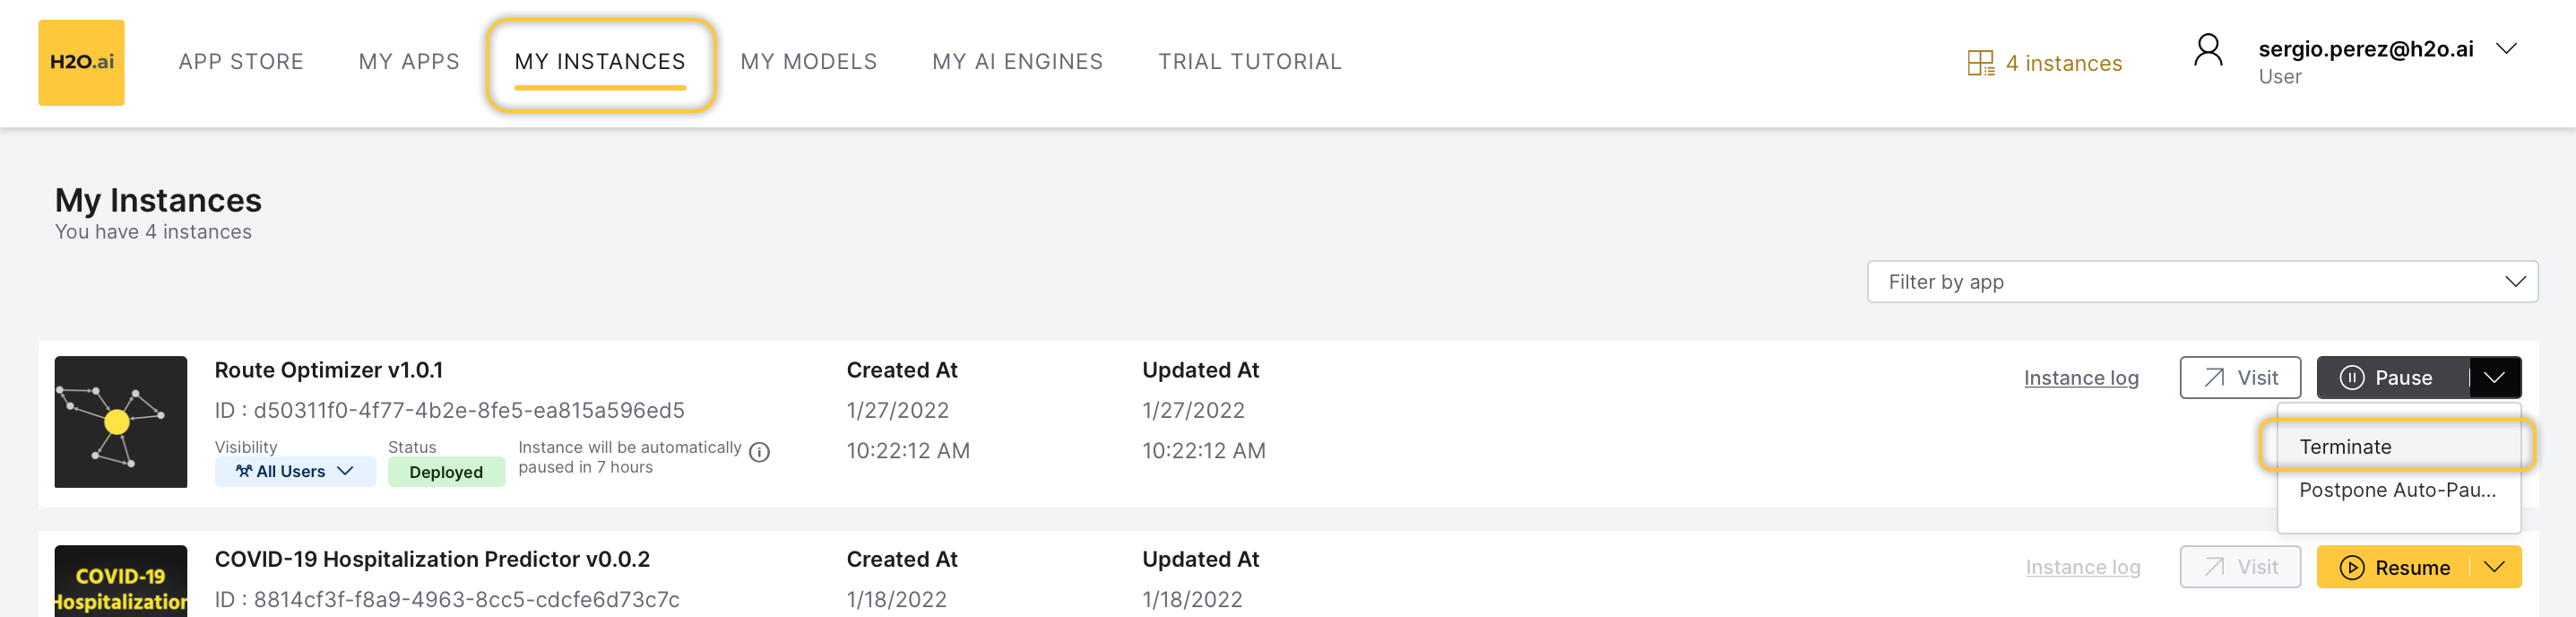 H2O.ai
APP STORE
MY APPS
MY INSTANCES
MY MODELS
MY AI ENGINES
TRIAL TUTORIAL
4 instances
sergio.perez@h2o.ai
User
My Instances
You have 4 instances
Filter by app
Route Optimizer v1.0.1
ID : d50311f0-4f77-4b2e-8fe5-ea815a596ed5
Visibility
All Users
Status
Deployed
Instance will be automatically
paused in 7 hours
Created At
1/27/2022
10:22:12 AM
Updated At
1/27/2022
10:22:12 AM
Instance log
Visit
Pause
Terminate
Postpone Auto-Pau...
COVID-19
Hospitalization
COVID-19 Hospitalization Predictor v0.0.2
ID : 8814cf3f-f8a9-4963-8cc5-cdcfe6d73c7c
Created At
1/18/2022
Updated At
1/18/2022
Instance log
Visit
Resume